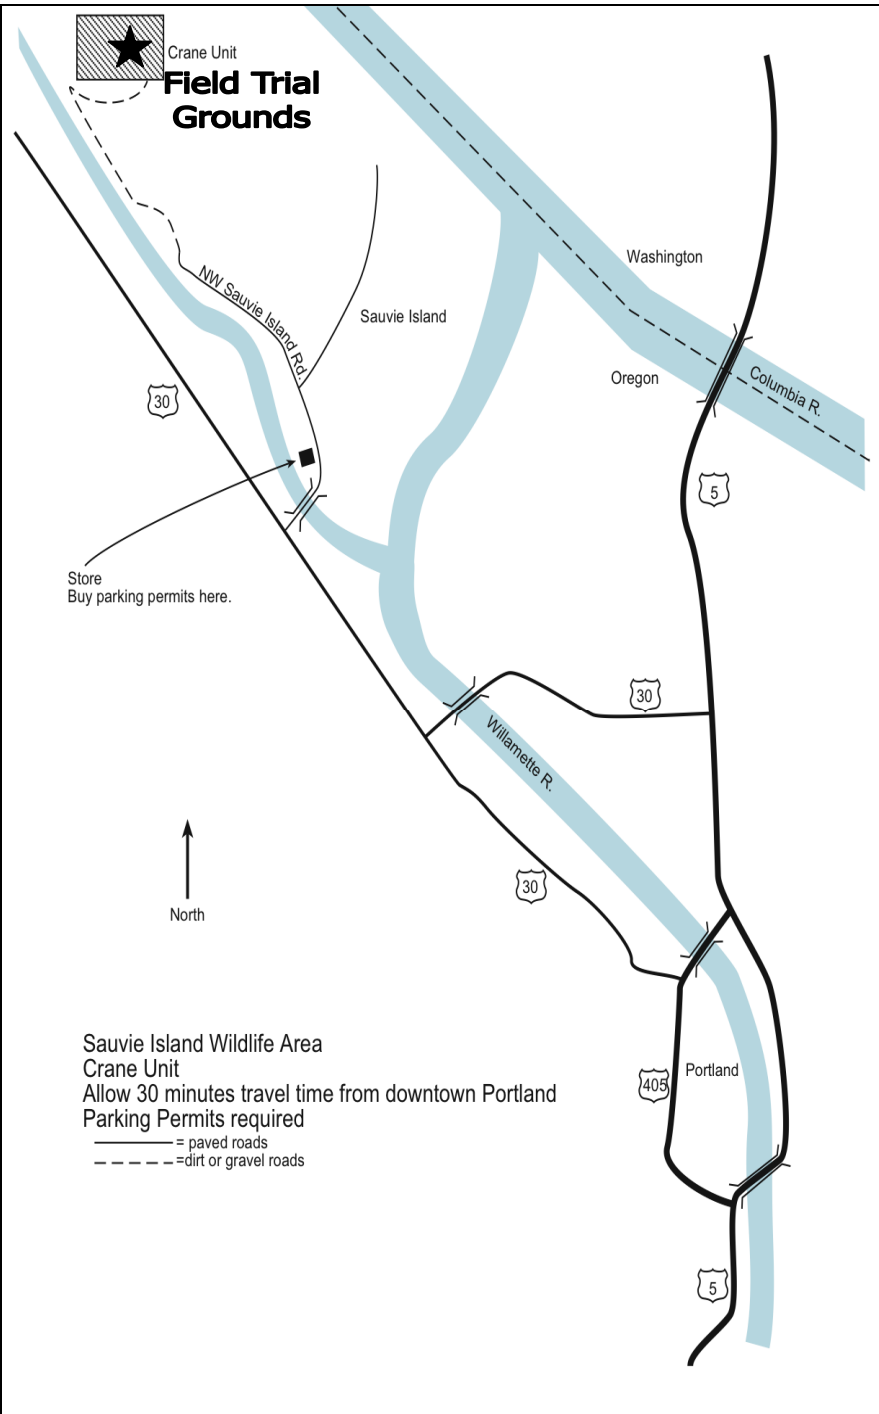 Crane Unit
Field Trial
Grounds
Washington
NW Sauvie Island Rd.
Sauvie Island
Oregon
Columbia R.
30
5
Store
Buy parking permits here.
30
Willamette R.
30
North
Sauvie Island Wildlife Area
Crane Unit
Allow 30 minutes travel time from downtown Portland
Parking Permits required
= paved roads
=dirt or gravel roads
405
Portland
5